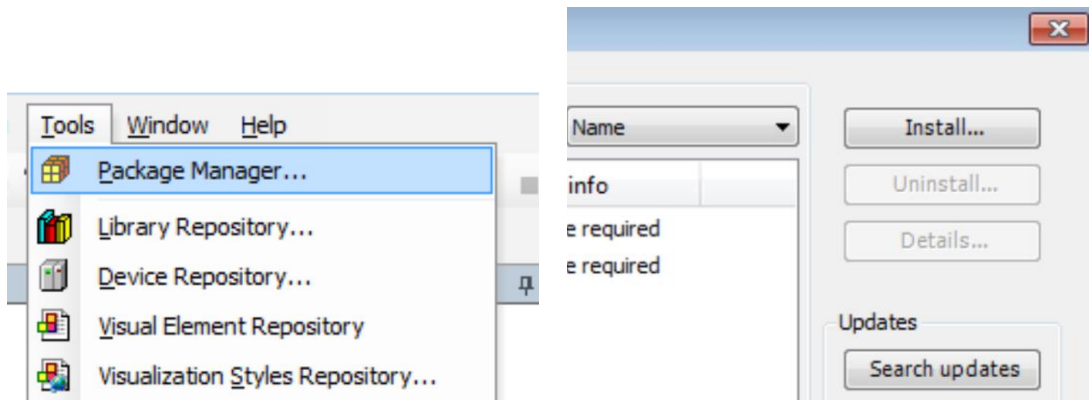 Tools Window Help
Package Manager...
Library Repository...
Device Repository...
Visual Element Repository
Visualization Styles Repository...
Name
info
e required
e required
Install...
Uninstall...
Details...
Updates
Search updates